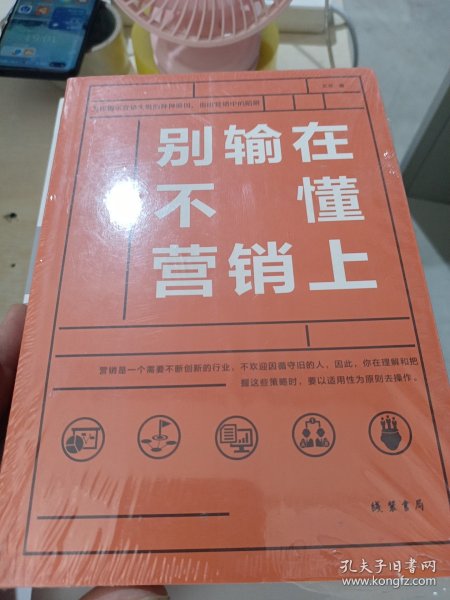 别输在
不懂
营销上
营销是一个需要不断创新的行业，不欢迎因循守旧的人，因此，你在理解和把
握这些策略时，要以适用性为原则去操作。
线装书局
孔夫子旧书网
www.kongfz.com